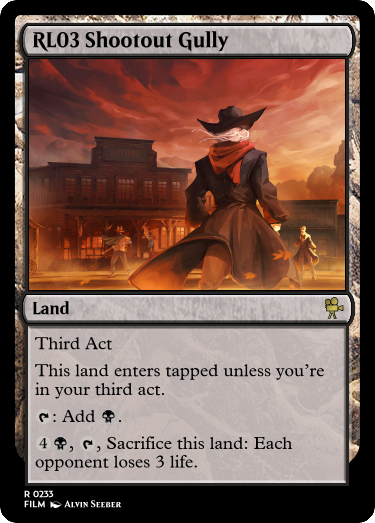 RL03 Shootout Gully
Land
Third Act
This land enters tapped unless you're
in your third act.
: Add .
4 , , Sacrifice this land: Each
opponent loses 3 life.
R 0233
FILM ALVIN SEEBER